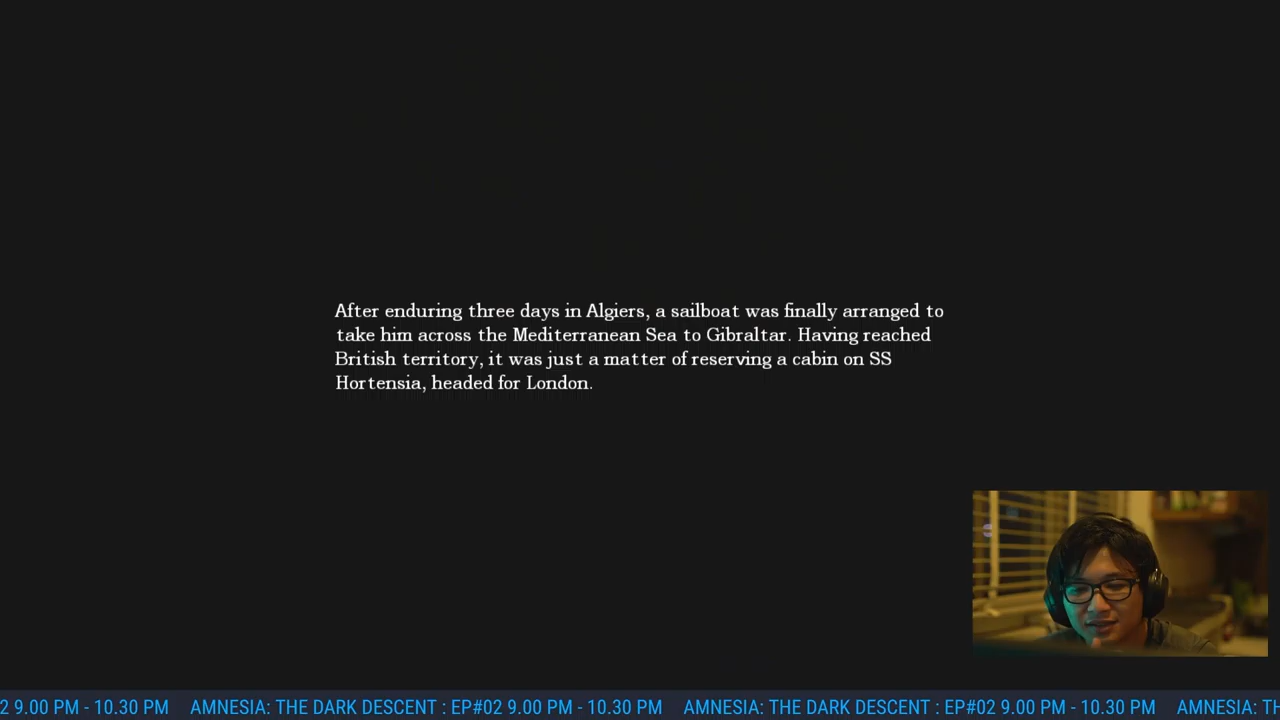 After enduring three days in Algiers, a sailboat was finally arranged to
take him across the Mediterranean Sea to Gibraltar. Having reached
British territory, it was just a matter of reserving a cabin on SS
Hortensia, headed for London.
2 9.00 PM - 10.30 PM AMNESIA: THE DARK DESCENT : EP#02 9.00 PM - 10.30 PM AMNESIA: THE DARK DESCENT : EP#02 9.00 PM - 10.30 PM AMNESIA: TH